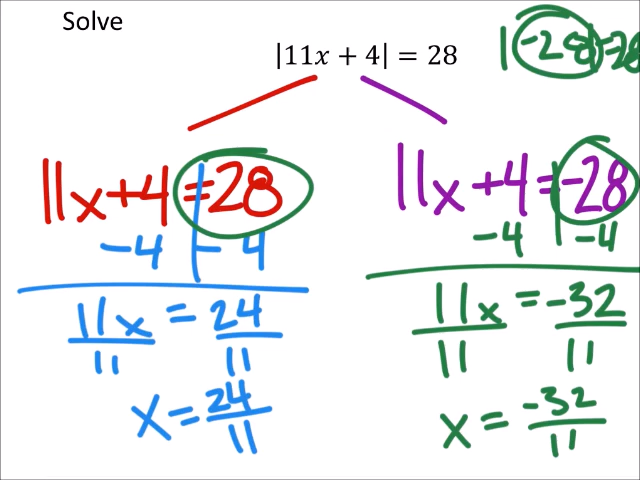 Solve
|11x + 4| = 28
|-28|=28
11x+4=28
-4 -4
11x = 24
11 11
x = 24
11
11x+4=-28
-4 -4
11x = -32
11 11
x = -32
11